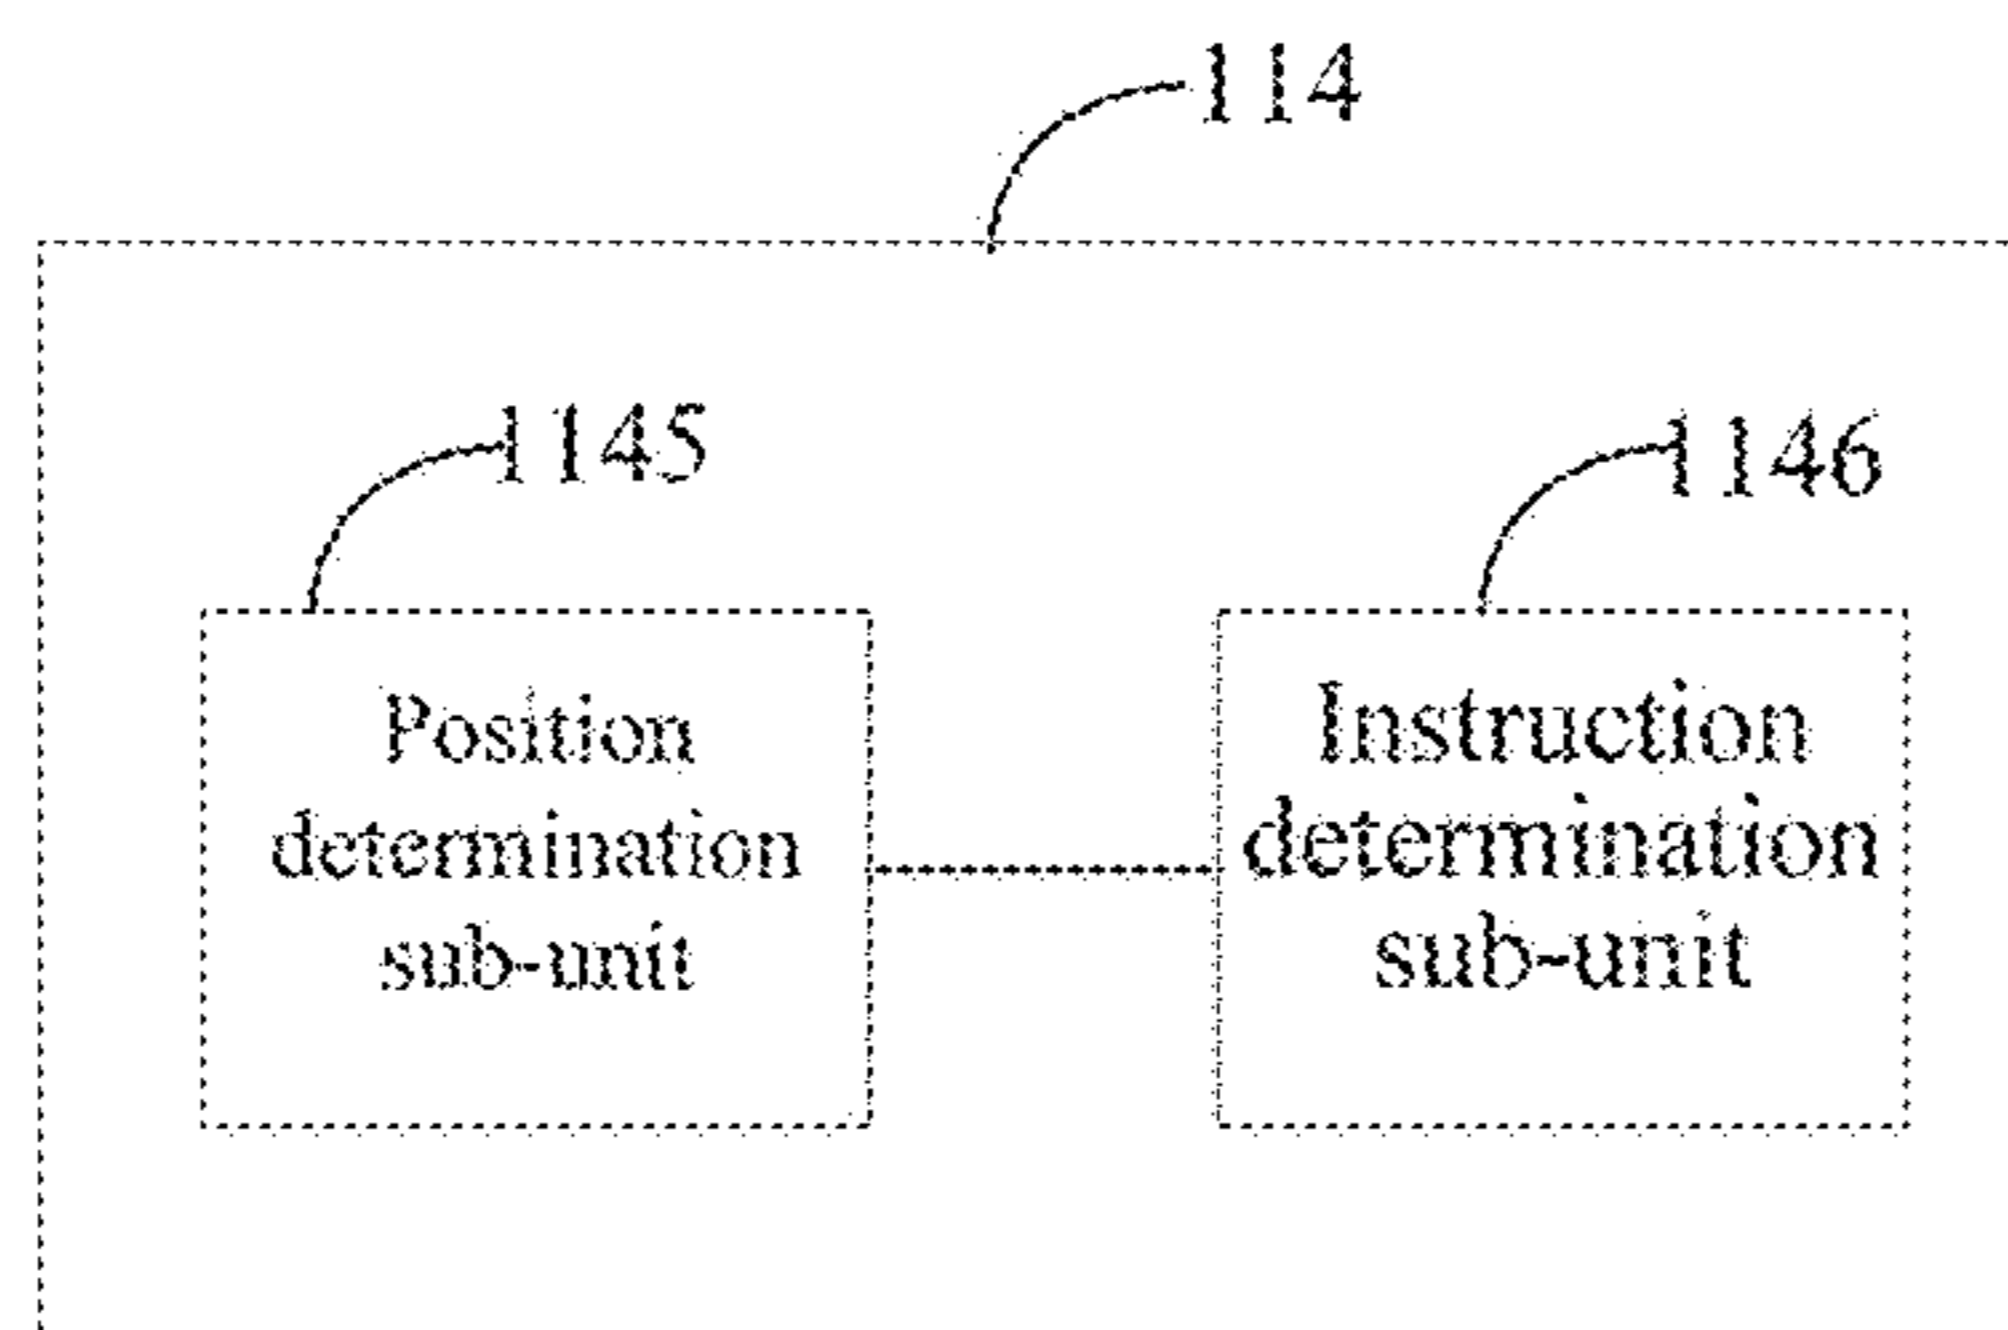 114
1145
1146
Position
determination
sub-unit
Instruction
determination
sub-unit